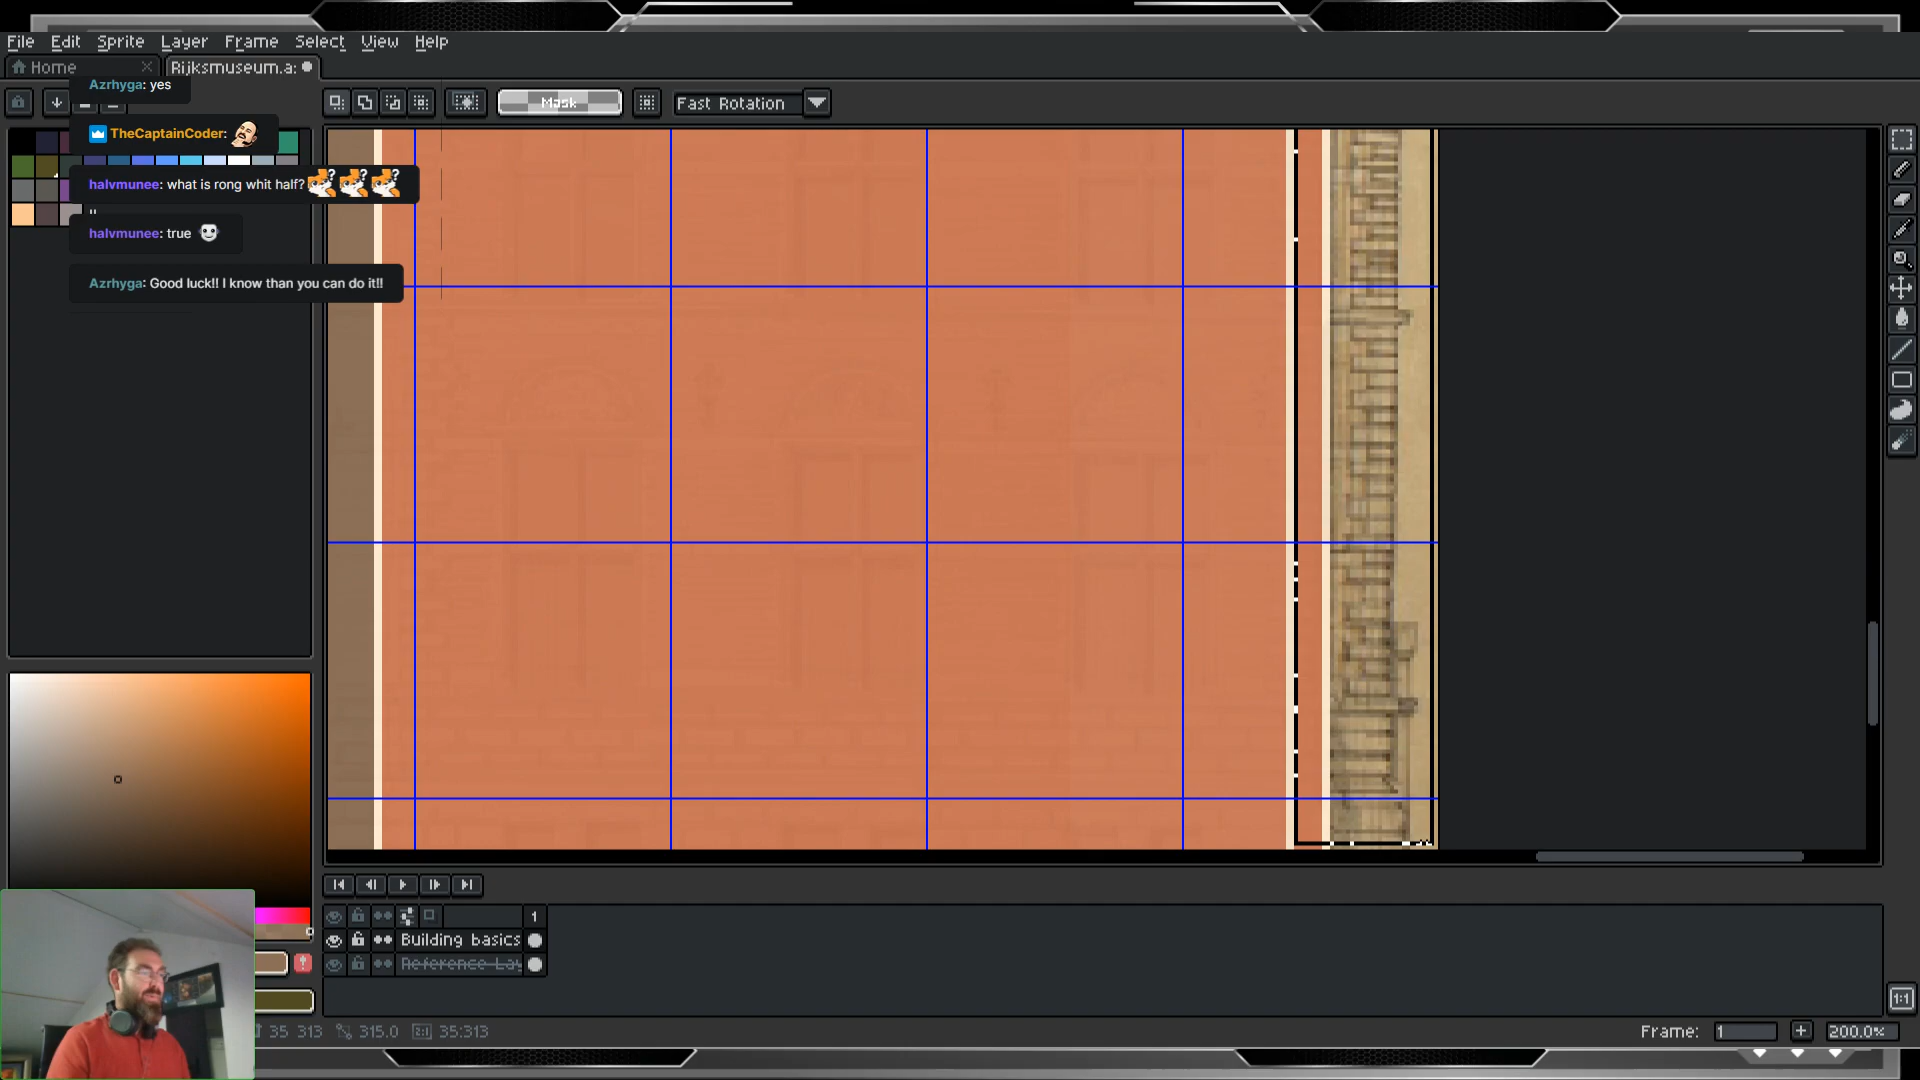 File Edit Sprite Layer Frame Select View Help
Home Rijksmuseum.a:
Azrhyga: yes
Mask
Fast Rotation
TheCaptainCoder:
halvmunee: what is rong whit half?
halvmunee: true
Azrhyga: Good luck!! I know than you can do it!!
1
Building basics
Reference Lay
35 313 315.0 35:313
Frame: 1 200.0%
1:1